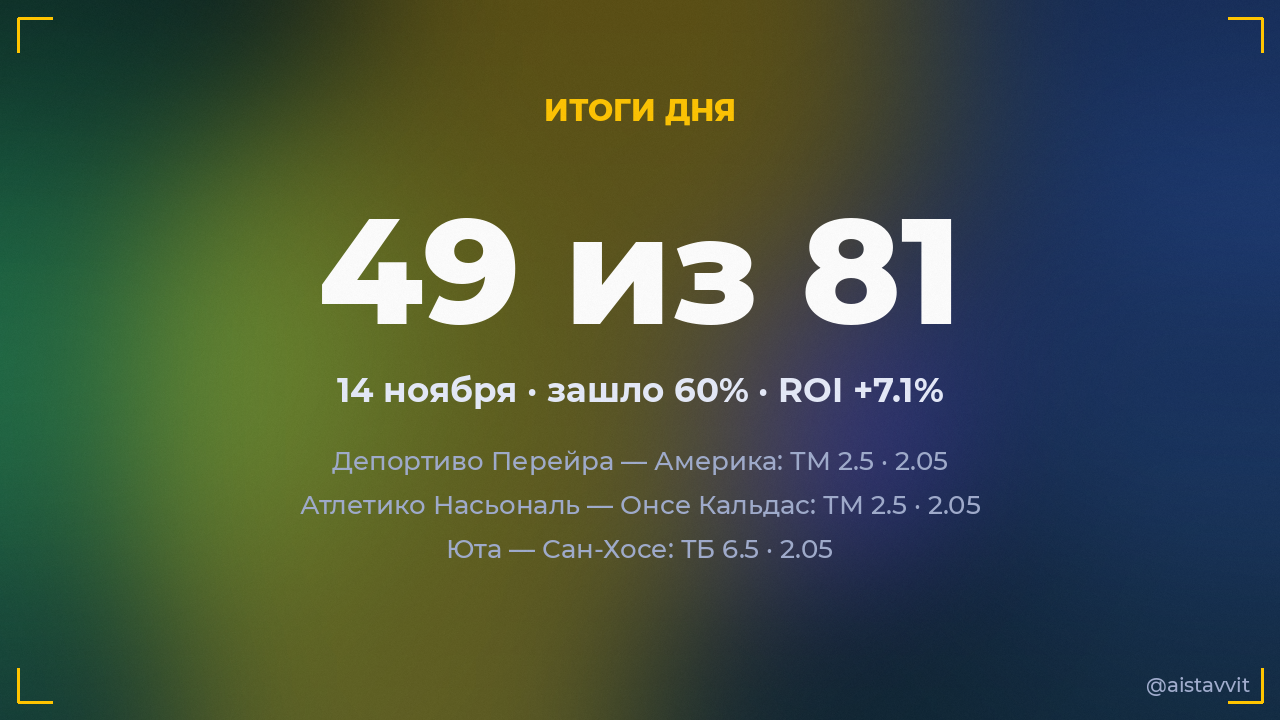 ИТОГИ ДНЯ
49 из 81
14 ноября · зашло 60% · ROI +7.1%
Депортиво Перейра — Америка: ТМ 2.5 · 2.05
Атлетико Насьональ — Онсе Кальдас: ТМ 2.5 · 2.05
Юта — Сан-Хосе: ТБ 6.5 · 2.05
@aistavvit